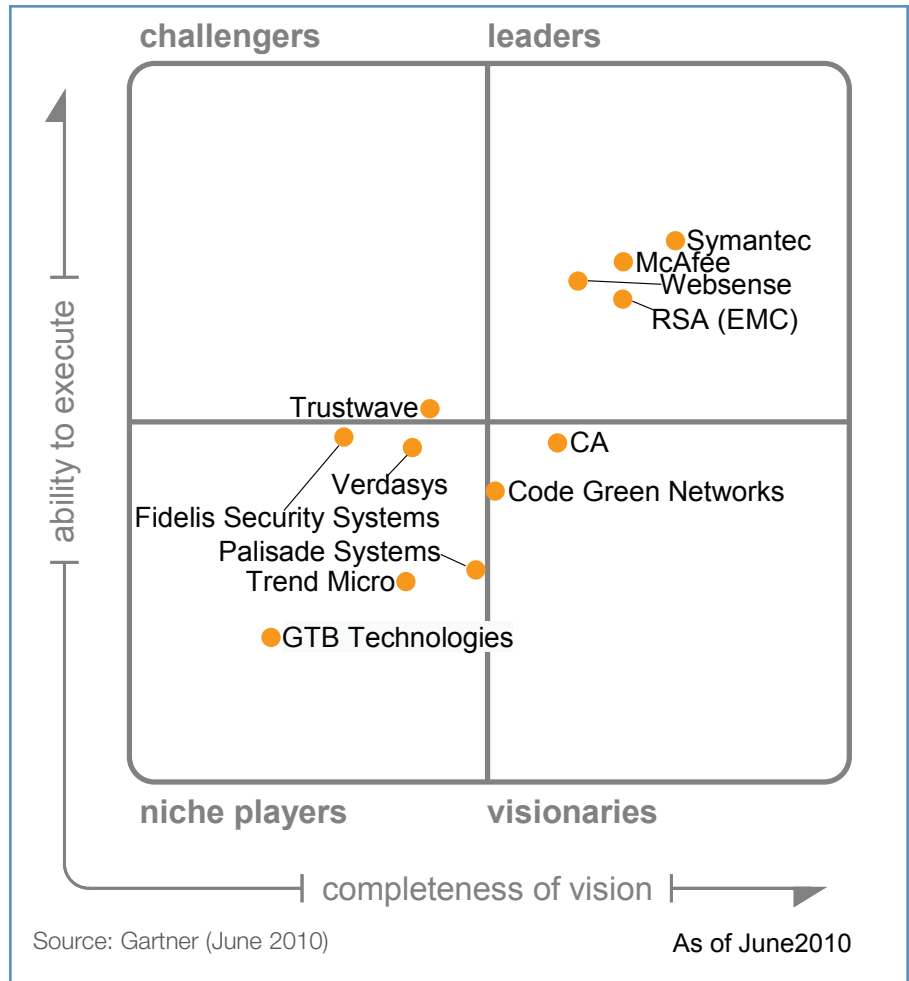 challengers
leaders
ability to execute
Symantec
McAfee
Websense
RSA (EMC)
Trustwave
CA
Verdasys
Code Green Networks
Fidelis Security Systems
Palisade Systems
Trend Micro
GTB Technologies
niche players
visionaries
completeness of vision
Source: Gartner (June 2010)
As of June2010